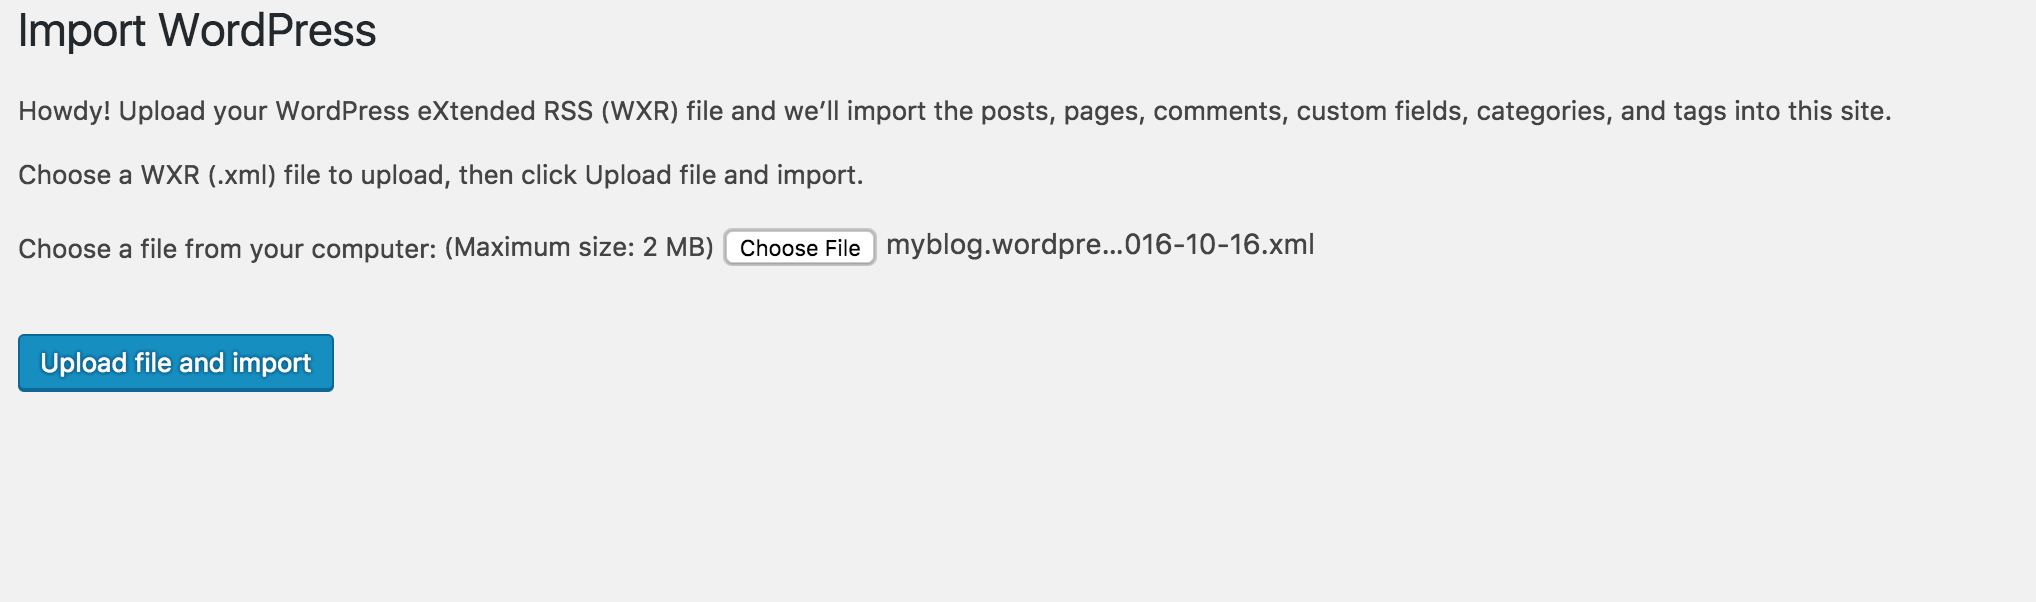 Import WordPress
Howdy! Upload your WordPress eXtended RSS (WXR) file and we’ll import the posts, pages, comments, custom fields, categories, and tags into this site.
Choose a WXR (.xml) file to upload, then click Upload file and import.
Choose a file from your computer: (Maximum size: 2 MB) Choose File myblog.wordpre...016-10-16.xml
Upload file and import